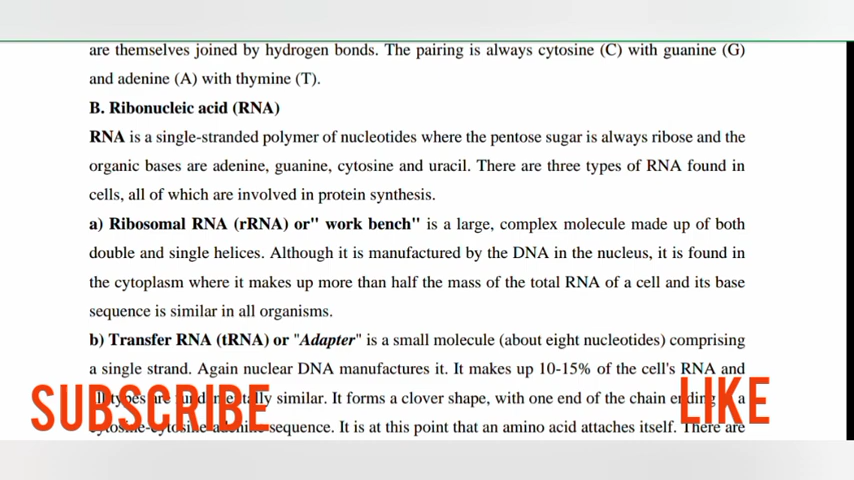 are themselves joined by hydrogen bonds. The pairing is always cytosine (C) with guanine (G)
and adenine (A) with thymine (T).
B. Ribonucleic acid (RNA)
RNA is a single-stranded polymer of nucleotides where the pentose sugar is always ribose and the
organic bases are adenine, guanine, cytosine and uracil. There are three types of RNA found in
cells, all of which are involved in protein synthesis.
a) Ribosomal RNA (rRNA) or" work bench" is a large, complex molecule made up of both
double and single helices. Although it is manufactured by the DNA in the nucleus, it is found in
the cytoplasm where it makes up more than half the mass of the total RNA of a cell and its base
sequence is similar in all organisms.
b) Transfer RNA (tRNA) or "Adapter" is a small molecule (about eight nucleotides) comprising
a single strand. Again nuclear DNA manufactures it. It makes up 10-15% of the cell's RNA and
all types are fundamentally similar. It forms a clover shape, with one end of the chain ending a
cytosine-cytosine-adenine sequence. It is at this point that an amino acid attaches itself. There are
SUBSCRIBE
LIKE